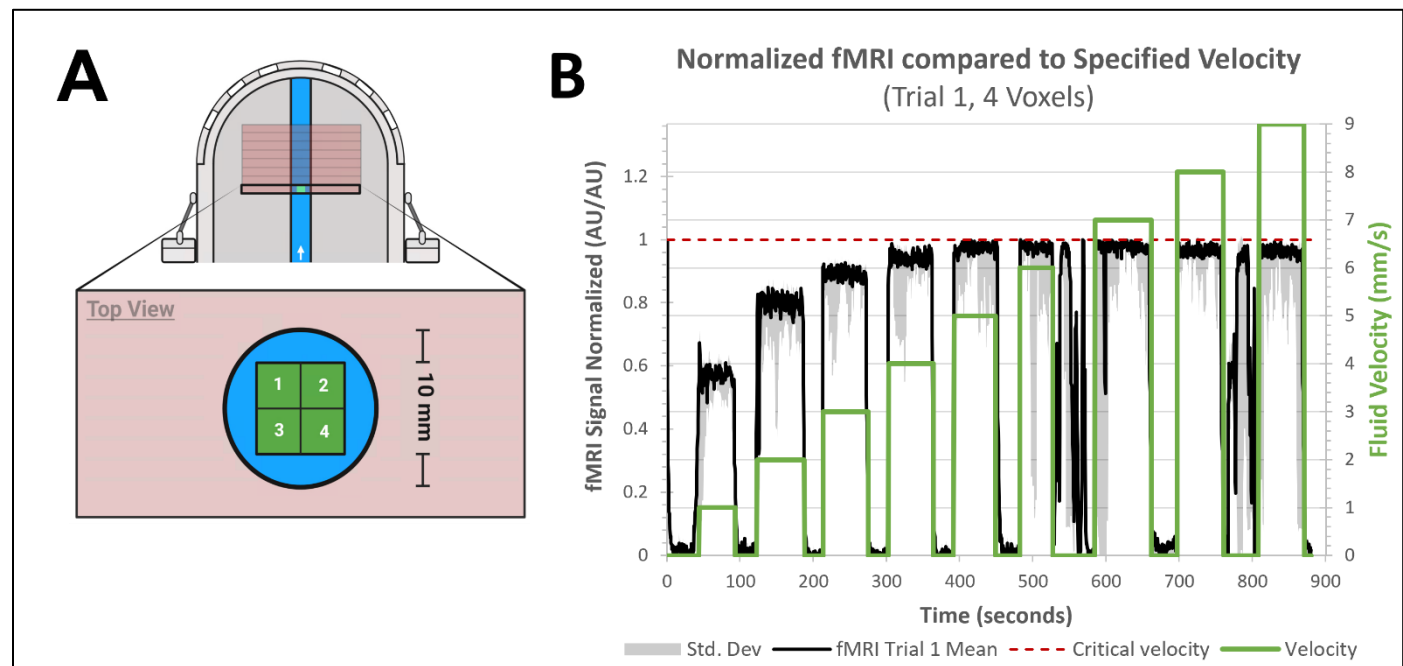 A
Top View
1 2
3 4
10 mm
B
Normalized fMRI compared to Specified Velocity
(Trial 1, 4 Voxels)
fMRI Signal Normalized (AU/AU)
1.2
1
0.8
0.6
0.4
0.2
0
9
8
7
6
5
4
3
2
1
0
Fluid Velocity (mm/s)
0 100 200 300 400 500 600 700 800 900
Time (seconds)
Std. Dev fMRI Trial 1 Mean Critical velocity Velocity